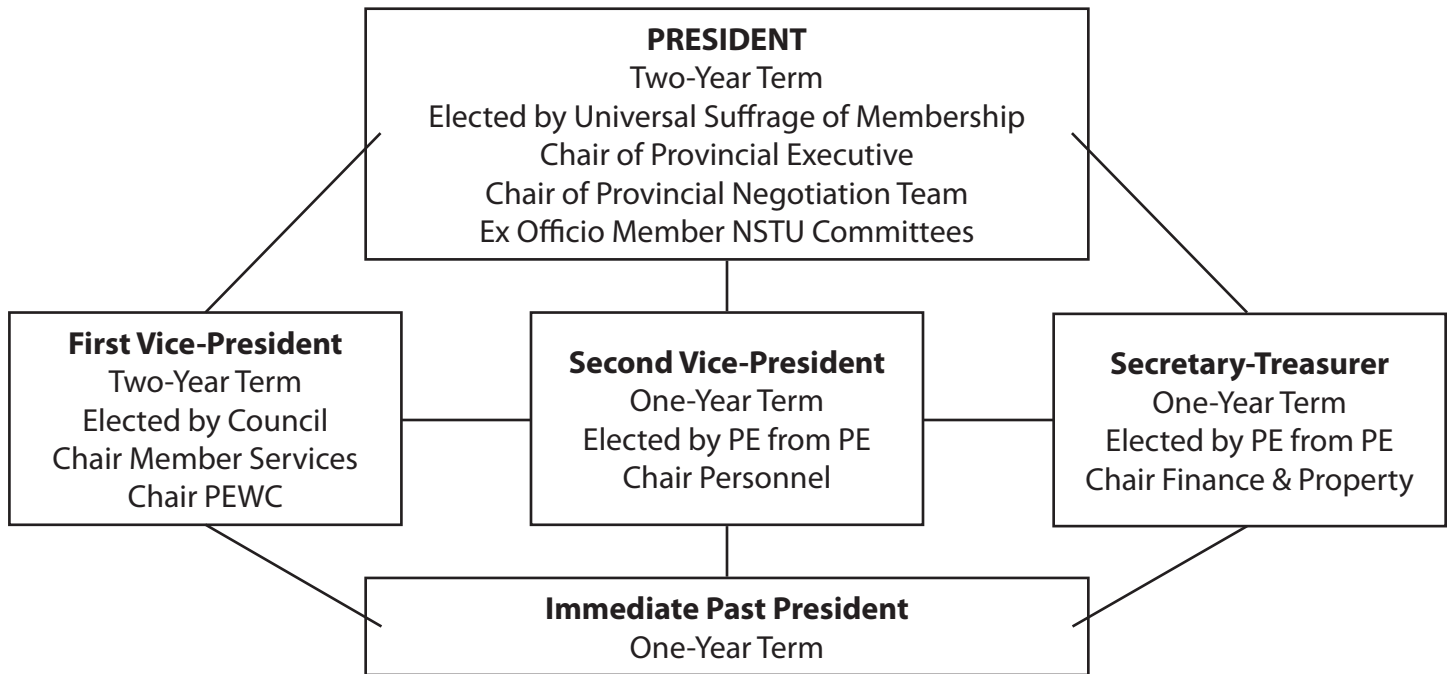 PRESIDENT
Two-Year Term
Elected by Universal Suffrage of Membership
Chair of Provincial Executive
Chair of Provincial Negotiation Team
Ex Officio Member NSTU Committees
First Vice-President
Two-Year Term
Elected by Council
Chair Member Services
Chair PEWC
Second Vice-President
One-Year Term
Elected by PE from PE
Chair Personnel
Secretary-Treasurer
One-Year Term
Elected by PE from PE
Chair Finance & Property
Immediate Past President
One-Year Term